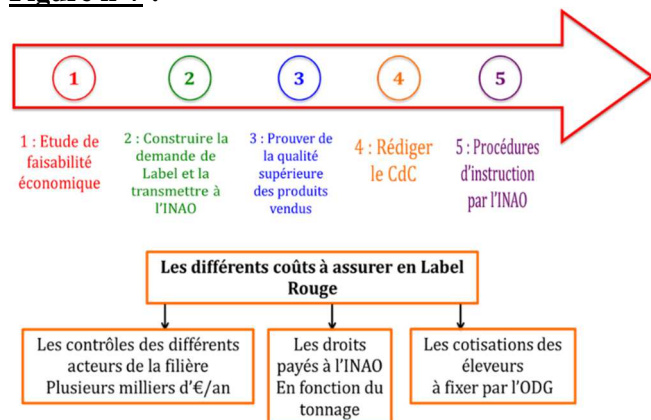 1
2
3
4
5
1 : Etude de
faisabilité
économique
2 : Construire la
demande de
Label et la
transmettre à
l'INAO
3 : Prouver de
la qualité
supérieure
des produits
vendus
4 : Rédiger
le CdC
5 : Procédures
d'instruction
par l'INAO
Les différents coûts à assurer en Label
Rouge
Les contrôles des différents
acteurs de la filière
Plusieurs milliers d'€/an
Les droits
payés à l'INAO
En fonction du
tonnage
Les cotisations des
éleveurs
à fixer par l'ODG